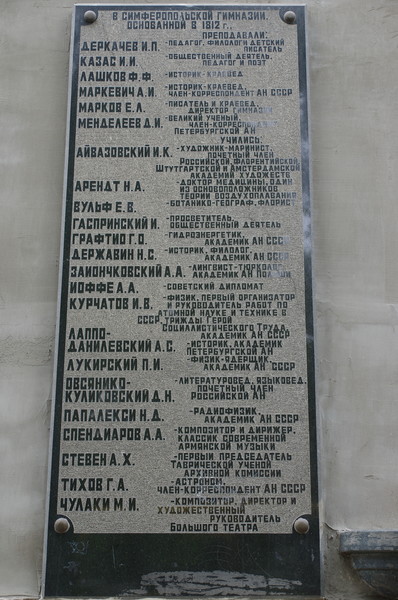 В СИМФЕРОПОЛЬСКОЙ ГИМНАЗИИ,
ОСНОВАННОЙ В 1812 Г.,
ПРЕПОДАВАЛИ:
ДЕРКАЧЕВ И.П. -ПЕДАГОГ, ФИЛОЛОГ И ДЕТСКИЙ
ПИСАТЕЛЬ
КАЗАС И.И. -ОБЩЕСТВЕННЫЙ ДЕЯТЕЛЬ,
ПЕДАГОГ И ПОЭТ
ЛАШКОВ Ф.Ф. -ИСТОРИК-КРАЕВЕД
МАРКЕВИЧ А.И. -ИСТОРИК-КРАЕВЕД,
ЧЛЕН-КОРРЕСПОНДЕНТ АН СССР
МАРКОВ Е.Л. -ПИСАТЕЛЬ И КРАЕВЕД,
ДИРЕКТОР ГИМНАЗИИ
МЕНДЕЛЕЕВ Д.И. -ВЕЛИКИЙ УЧЕНЫЙ,
ЧЛЕН-КОРРЕСПОНДЕНТ
ПЕТЕРБУРГСКОЙ АН
УЧИЛИСЬ:
АЙВАЗОВСКИЙ И.К. -ХУДОЖНИК-МАРИНИСТ,
ПОЧЕТНЫЙ ЧЛЕН
РОССИЙСКОЙ, ФЛОРЕНТИЙСКОЙ
ШТУТГАРТСКОЙ И АМСТЕРДАМСКОЙ
АКАДЕМИЙ ХУДОЖЕСТВ
АРЕНДТ Н.А. -ДОКТОР МЕДИЦИНЫ, ОДИН
ИЗ ОСНОВОПОЛОЖНИКОВ
ТЕОРИИ ВОЗДУХОПЛАВАНИЯ
ВУЛЬФ Е.В. -БОТАНИКО-ГЕОГРАФ, ФЛОРИСТ
ГАСПРИНСКИЙ И. -ПРОСВЕТИТЕЛЬ,
ОБЩЕСТВЕННЫЙ ДЕЯТЕЛЬ
ГРАФТИО Г.О. -ГИДРОЭНЕРГЕТИК,
АКАДЕМИК АН СССР
ДЕРЖАВИН Н.С. -ИСТОРИК, ФИЛОЛОГ,
АКАДЕМИК АН СССР
ЗАИОНЧКОВСКИЙ А.А. -ЛИНГВИСТ-ТЮРКОЛОГ,
АКАДЕМИК АН ПОЛЬШИ
ИОФФЕ А.А. -СОВЕТСКИЙ ДИПЛОМАТ
КУРЧАТОВ И.В. -ФИЗИК, ПЕРВЫЙ ОРГАНИЗАТОР
И РУКОВОДИТЕЛЬ РАБОТ ПО
АТОМНОЙ НАУКЕ И ТЕХНИКЕ В
СССР, ТРИЖДЫ ГЕРОЙ
СОЦИАЛИСТИЧЕСКОГО ТРУДА,
АКАДЕМИК АН СССР
ЛАППО-
ДАНИЛЕВСКИЙ А.С. -ИСТОРИК, АКАДЕМИК
ПЕТЕРБУРГСКОЙ АН
ЛУКИРСКИЙ П.И. -ФИЗИК-ЯДЕРЩИК,
АКАДЕМИК АН СССР
ОВСЯНИКО-
КУЛИКОВСКИЙ Д.Н. -ЛИТЕРАТУРОВЕД, ЯЗЫКОВЕД,
ПОЧЕТНЫЙ ЧЛЕН
РОССИЙСКОЙ АН
ПАПАЛЕКСИ Н.Д. -РАДИОФИЗИК,
АКАДЕМИК АН СССР
СПЕНДИАРОВ А.А. -КОМПОЗИТОР И ДИРИЖЕР,
КЛАССИК СОВРЕМЕННОЙ
АРМЯНСКОЙ МУЗЫКИ
СТЕВЕН А.Х. -ПЕРВЫЙ ПРЕДСЕДАТЕЛЬ
ТАВРИЧЕСКОЙ УЧЕНОЙ
АРХИВНОЙ КОМИССИИ
ТИХОВ Г.А. -АСТРОНОМ,
ЧЛЕН-КОРРЕСПОНДЕНТ АН СССР
ЧУЛАКИ М.И. -КОМПОЗИТОР, ДИРЕКТОР И
ХУДОЖЕСТВЕННЫЙ
РУКОВОДИТЕЛЬ
БОЛЬШОГО ТЕАТРА